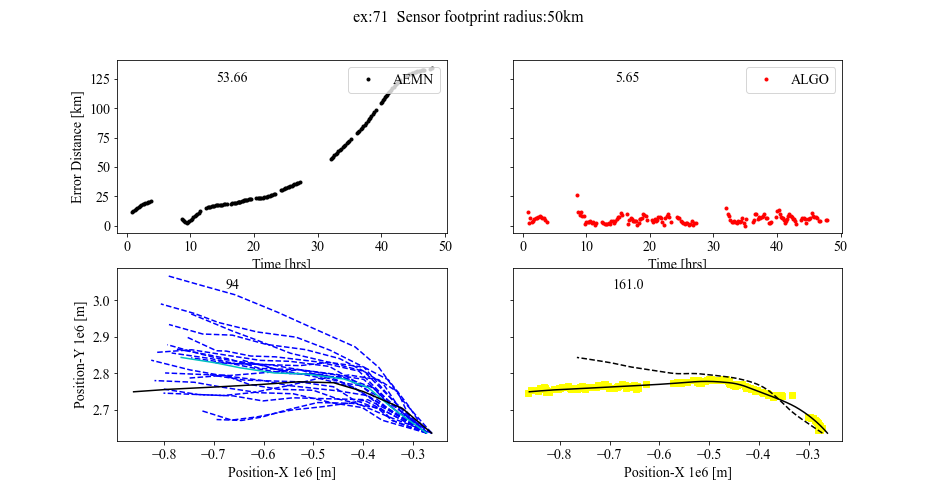 ex:71 Sensor footprint radius:50km
53.66
AEMN
5.65
ALGO
Error Distance [km]
125
100
75
50
25
0
0 10 20 30 40 50
0 10 20 30 40 50
Time [hrs]
Time [hrs]
94
161.0
Position-Y 1e6 [m]
3.0
2.9
2.8
2.7
−0.8 −0.7 −0.6 −0.5 −0.4 −0.3
−0.8 −0.7 −0.6 −0.5 −0.4 −0.3
Position-X 1e6 [m]
Position-X 1e6 [m]